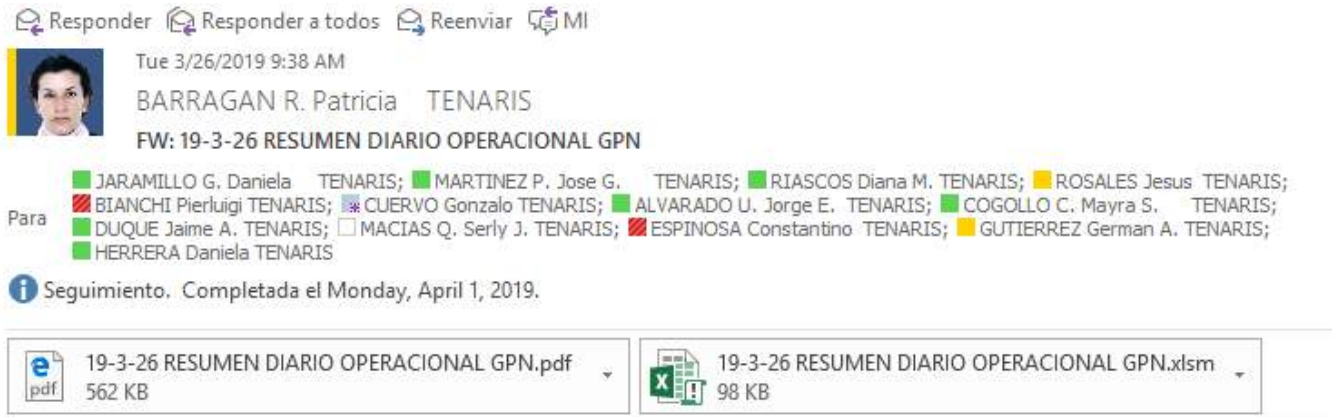 Responder Responder a todos Reenviar MI
Tue 3/26/2019 9:38 AM
BARRAGAN R. Patricia TENARIS
FW: 19-3-26 RESUMEN DIARIO OPERACIONAL GPN
JARAMILLO G. Daniela TENARIS; MARTINEZ P. Jose G. TENARIS; RIASCOS Diana M. TENARIS; ROSALES Jesus TENARIS;
Para BIANCHI Pierluigi TENARIS; CUERVO Gonzalo TENARIS; ALVARADO U. Jorge E. TENARIS; COGOLLO C. Mayra S. TENARIS;
DUQUE Jaime A. TENARIS; MACIAS Q. Serly J. TENARIS; ESPINOSA Constantino TENARIS; GUTIERREZ German A. TENARIS;
HERRERA Daniela TENARIS
Seguimiento. Completada el Monday, April 1, 2019.
19-3-26 RESUMEN DIARIO OPERACIONAL GPN.pdf
pdf 562 KB
19-3-26 RESUMEN DIARIO OPERACIONAL GPN.xlsm
98 KB